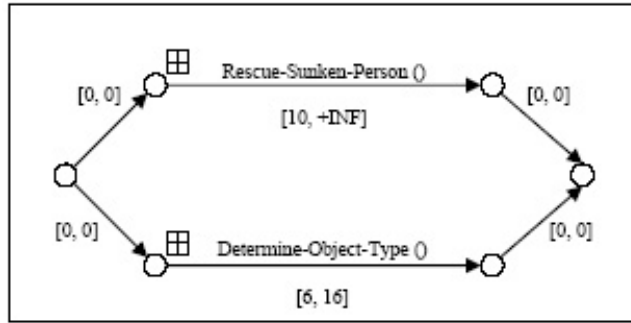 Rescue-Sunken-Person ()
[0, 0]
[0, 0]
[10, +INF]
[0, 0]
Determine-Object-Type ()
[0, 0]
[6, 16]